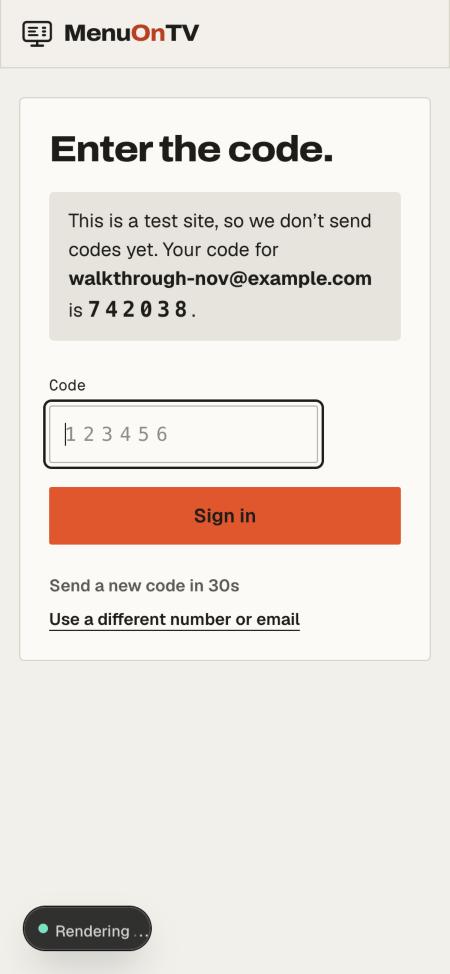 MenuOnTV
Enter the code.
This is a test site, so we don’t send
codes yet. Your code for
walkthrough-nov@example.com
is 742038.
Code
123456
Sign in
Send a new code in 30s
Use a different number or email
Rendering ...